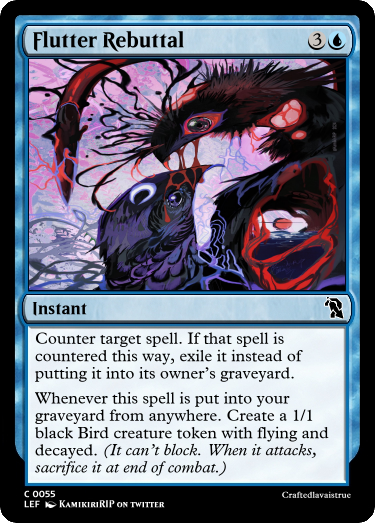 Flutter Rebuttal 3
Instant
Counter target spell. If that spell is
countered this way, exile it instead of
putting it into its owner's graveyard.
Whenever this spell is put into your
graveyard from anywhere. Create a 1/1
black Bird creature token with flying and
decayed. (It can't block. When it attacks,
sacrifice it at end of combat.)
C 0055
LEF KamikiriRIP on twitter
Craftedlavaistrue